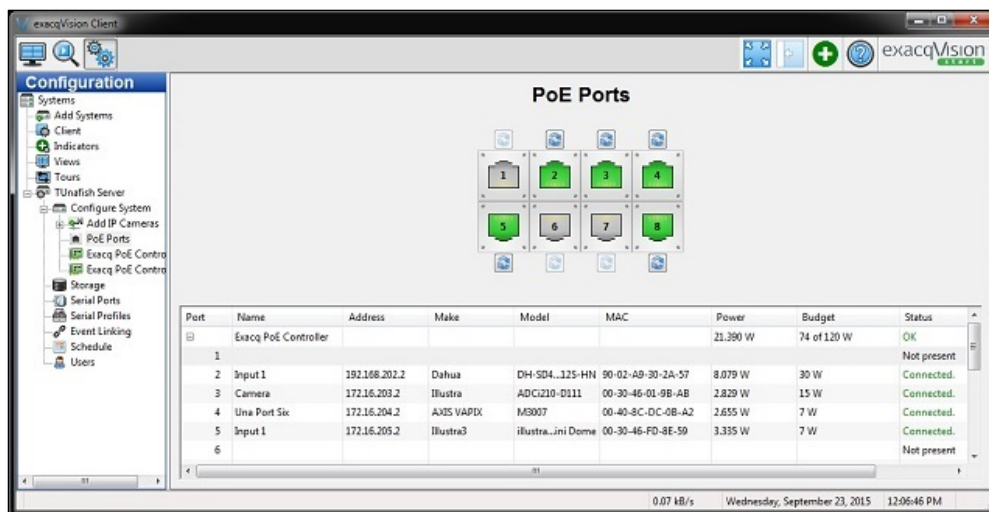 exacqVision Client
exacqVision
start
Configuration
Systems
Add Systems
Client
Indicators
Views
Tours
TUnafish Server
Configure System
Add IP Cameras
PoE Ports
Exacq PoE Contro
Exacq PoE Contro
Storage
Serial Ports
Serial Profiles
Event Linking
Schedule
Users
PoE Ports
1 2 3 4
5 6 7 8
Port Name Address Make Model MAC Power Budget Status
Exacq PoE Controller 21.390 W 74 of 120 W OK
1 Not present
2 Input 1 192.168.202.2 Dahua DH-SD4...12S-HN 90-02-A9-30-2A-57 8.079 W 30 W Connected.
3 Camera 172.16.203.2 Illustra ADCi210-D111 00-30-46-01-9B-AB 2.829 W 15 W Connected.
4 Una Port Six 172.16.204.2 AXIS VAPIX M3007 00-40-8C-DC-0B-A2 2.655 W 7 W Connected.
5 Input 1 172.16.205.2 Illustra3 illustra...ini Dome 00-30-46-FD-8E-59 3.335 W 7 W Connected.
6 Not present
0.07 kB/s Wednesday, September 23, 2015 12:06:46 PM